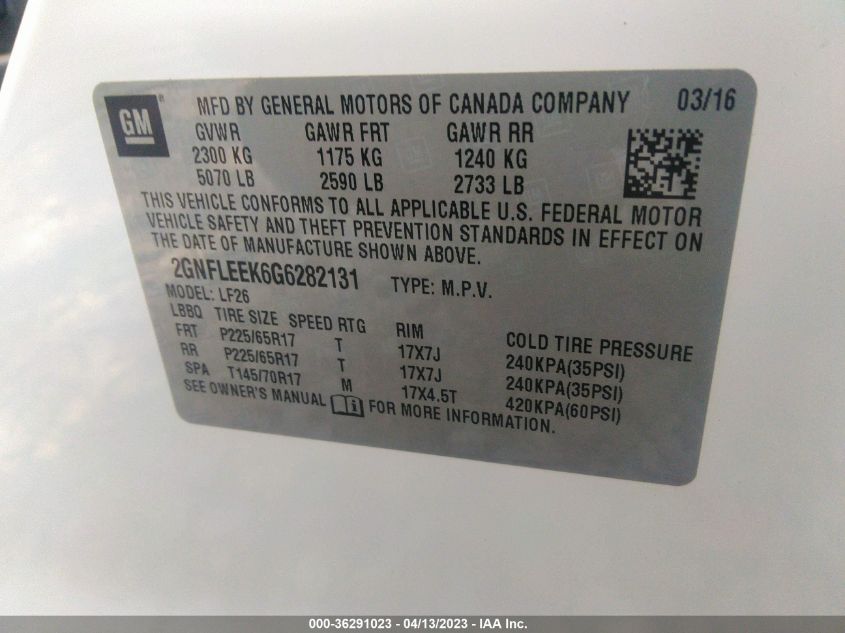 GM ®
MFD BY GENERAL MOTORS OF CANADA COMPANY 03/16
GVWR GAWR FRT GAWR RR
2300 KG 1175 KG 1240 KG
5070 LB 2590 LB 2733 LB
THIS VEHICLE CONFORMS TO ALL APPLICABLE U.S. FEDERAL MOTOR
VEHICLE SAFETY AND THEFT PREVENTION STANDARDS IN EFFECT ON
THE DATE OF MANUFACTURE SHOWN ABOVE.
2GNFLEEK6G6282131 TYPE: M.P.V.
MODEL: LF26
LBBQ TIRE SIZE SPEED RTG RIM COLD TIRE PRESSURE
FRT P225/65R17 T 17X7J 240KPA(35PSI)
RR P225/65R17 T 17X7J 240KPA(35PSI)
SPA T145/70R17 M 17X4.5T 420KPA(60PSI)
SEE OWNER'S MANUAL FOR MORE INFORMATION.
000-36291023 - 04/13/2023 - IAA Inc.